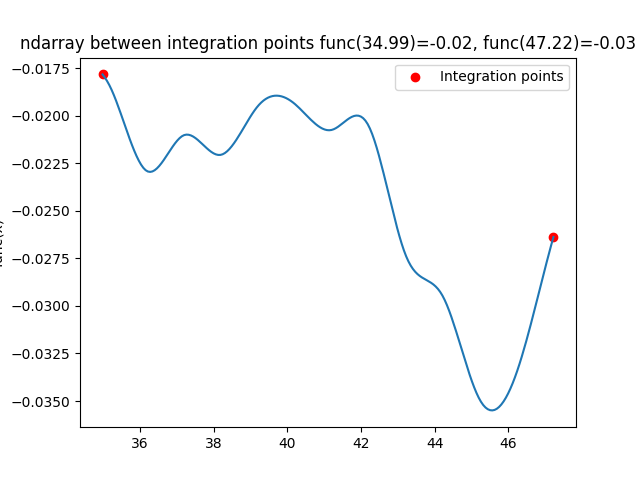 ndarray between integration points func(34.99)=-0.02, func(47.22)=-0.03
Integration points
−0.0175
−0.0200
−0.0225
−0.0250
−0.0275
−0.0300
−0.0325
−0.0350
36 38 40 42 44 46